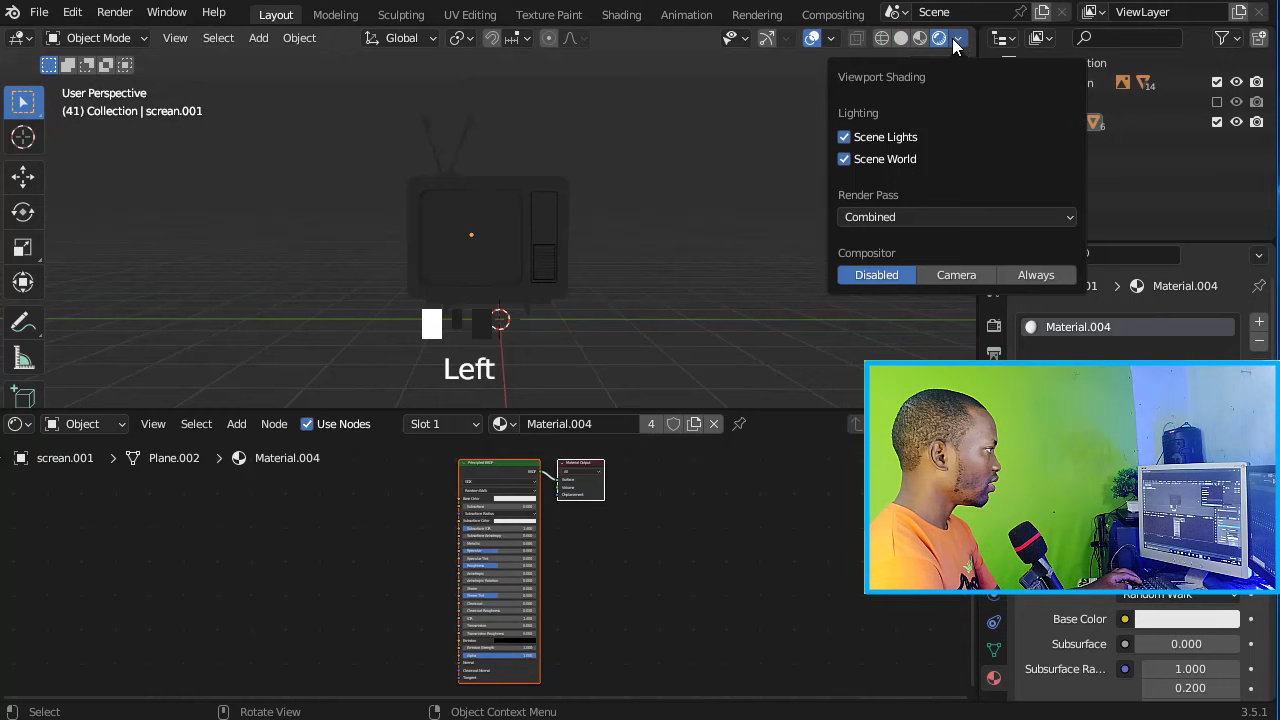 File Edit Render Window Help Layout Modeling Sculpting UV Editing Texture Paint Shading Animation Rendering Compositing Scene ViewLayer
Object Mode View Select Add Object Global
User Perspective
(41) Collection | screan.001
Viewport Shading
Lighting
Scene Lights
Scene World
Render Pass
Combined
Compositor
Disabled Camera Always
14
6
Material.004
Material.004
Left
Object View Select Add Node Use Nodes Slot 1 Material.004 4
screan.001 Plane.002 Material.004
Base Color
Subsurface 0.000
Subsurface Ra... 1.000
0.200
Select Rotate View Object Context Menu 3.5.1